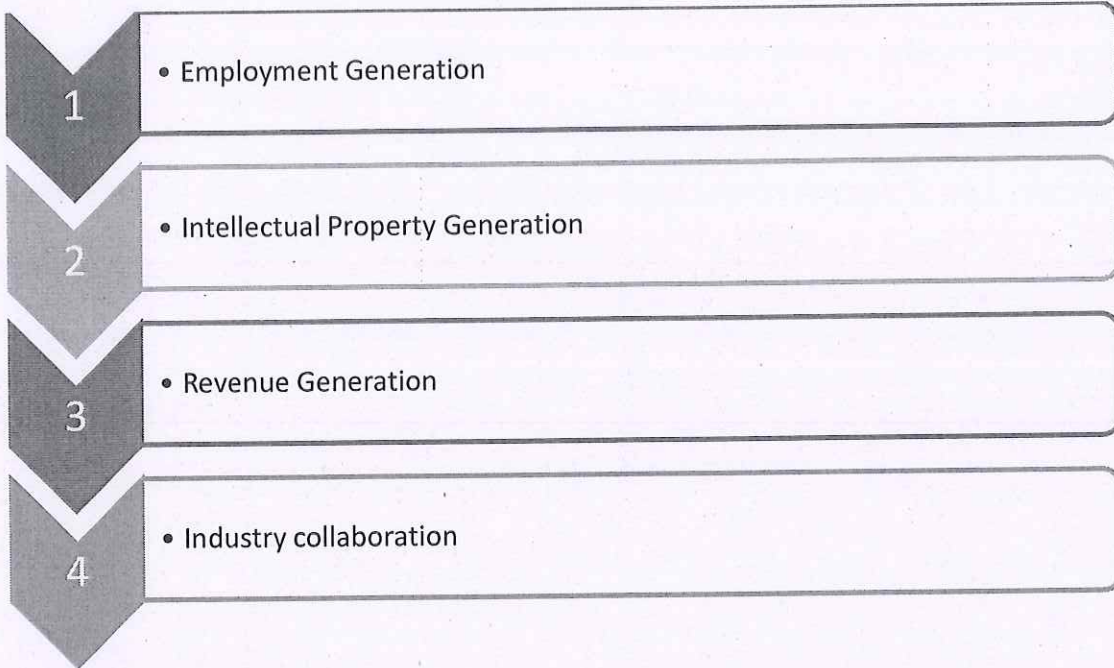 1
• Employment Generation
2
• Intellectual Property Generation
3
• Revenue Generation
4
• Industry collaboration